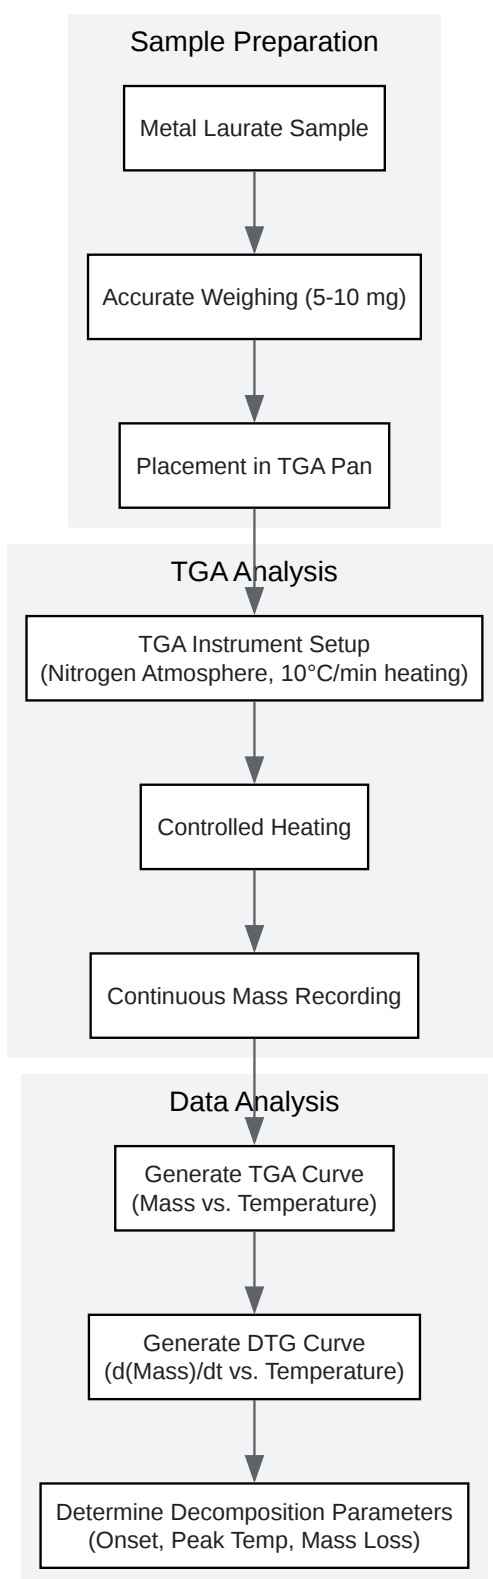 Sample Preparation
Metal Laurate Sample
Accurate Weighing (5-10 mg)
Placement in TGA Pan
TGA Analysis
TGA Instrument Setup
(Nitrogen Atmosphere, 10°C/min heating)
Controlled Heating
Continuous Mass Recording
Data Analysis
Generate TGA Curve
(Mass vs. Temperature)
Generate DTG Curve
(d(Mass)/dt vs. Temperature)
Determine Decomposition Parameters
(Onset, Peak Temp, Mass Loss)